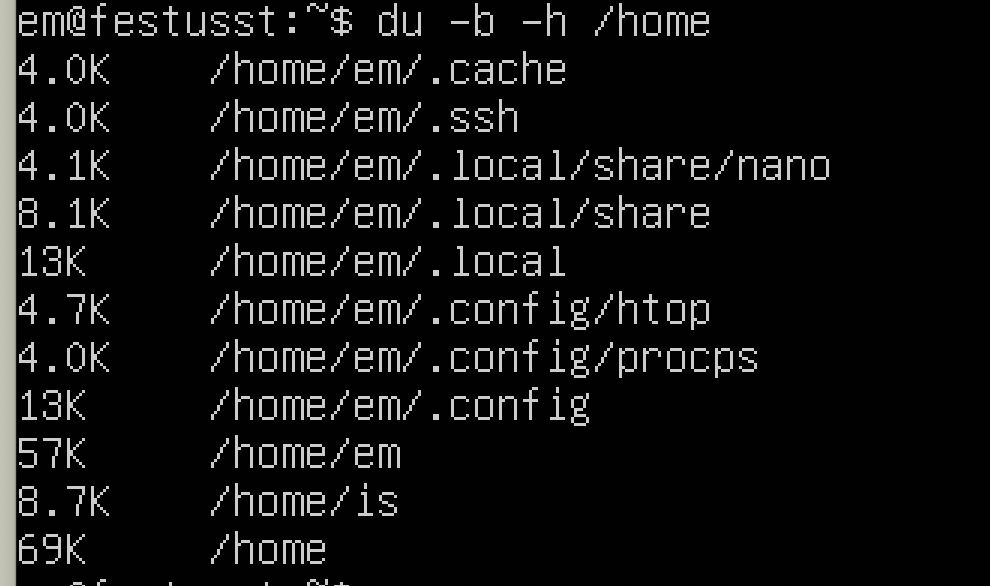 em@festusst:~$ du -b -h /home
4.0K /home/em/.cache
4.0K /home/em/.ssh
4.1K /home/em/.local/share/nano
8.1K /home/em/.local/share
13K /home/em/.local
4.7K /home/em/.config/htop
4.0K /home/em/.config/procps
13K /home/em/.config
57K /home/em
8.7K /home/is
69K /home